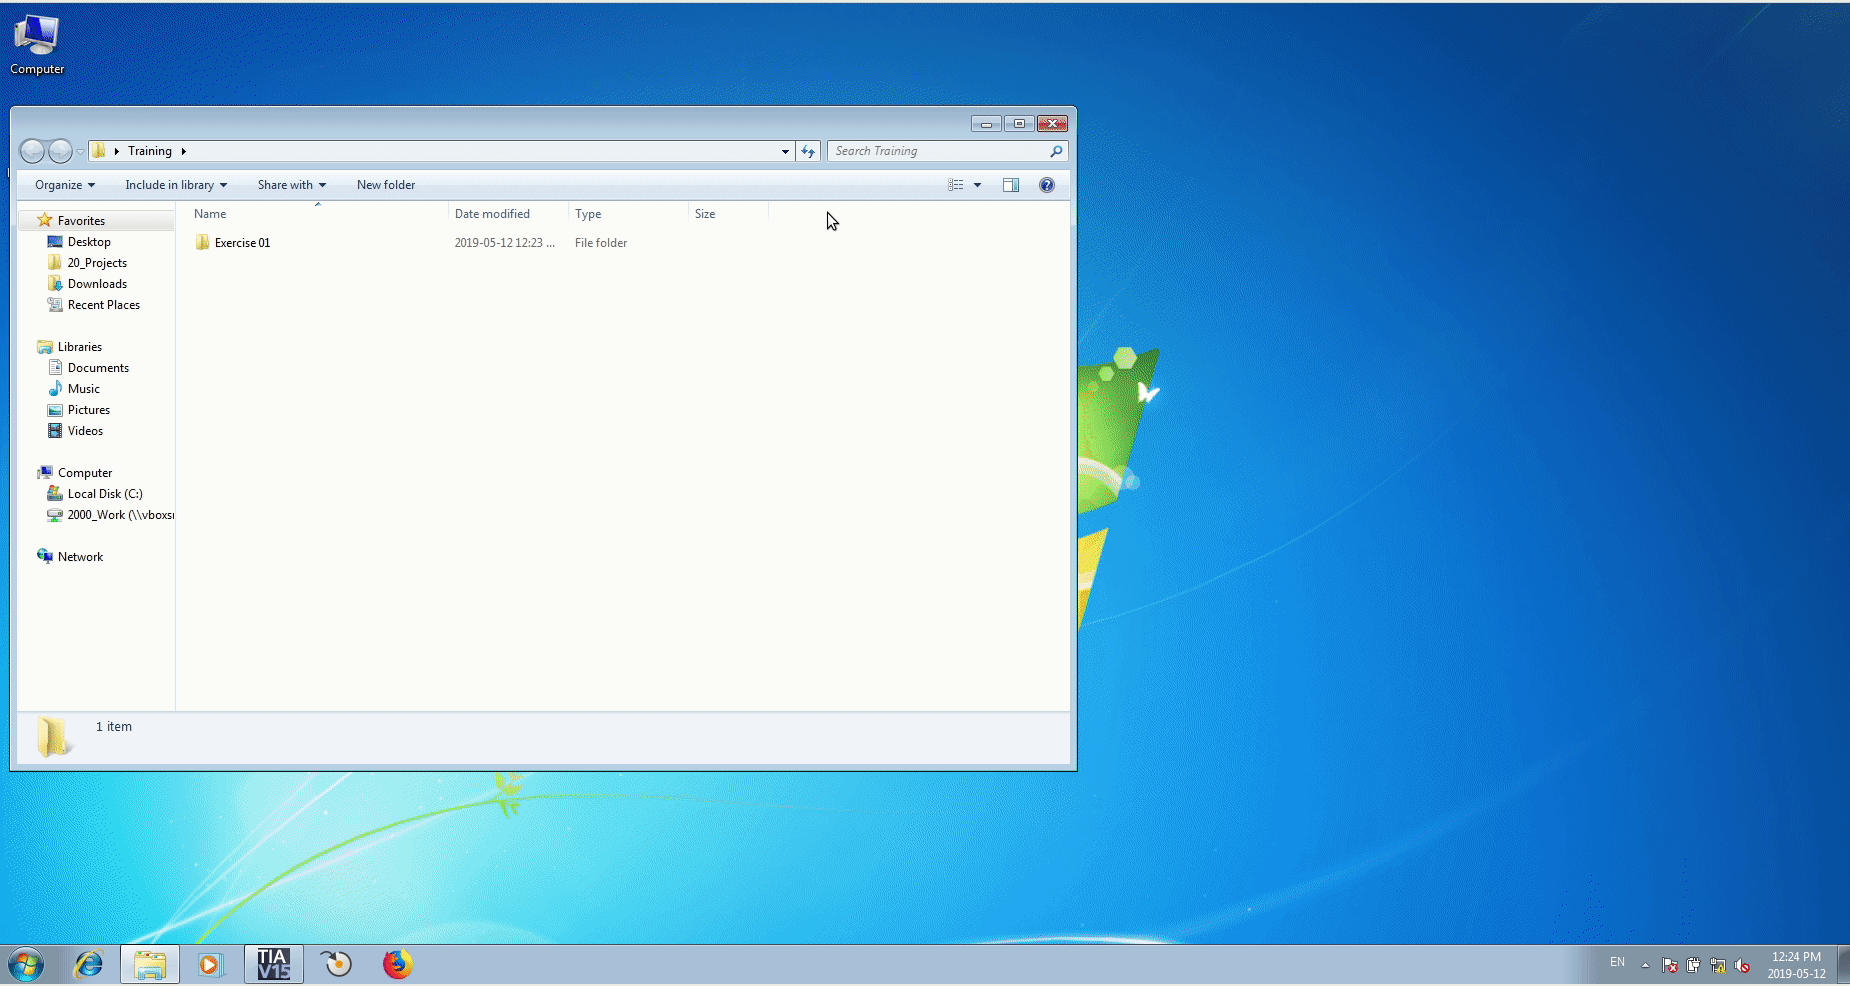 Computer
Training
Search Training
Organize
Include in library
Share with
New folder
Name
Date modified
Type
Size
Exercise 01
2019-05-12 12:23 ...
File folder
Favorites
Desktop
20_Projects
Downloads
Recent Places
Libraries
Documents
Music
Pictures
Videos
Computer
Local Disk (C:)
2000_Work (\\vboxsr
Network
1 item
TIA
V15
EN
12:24 PM
2019-05-12